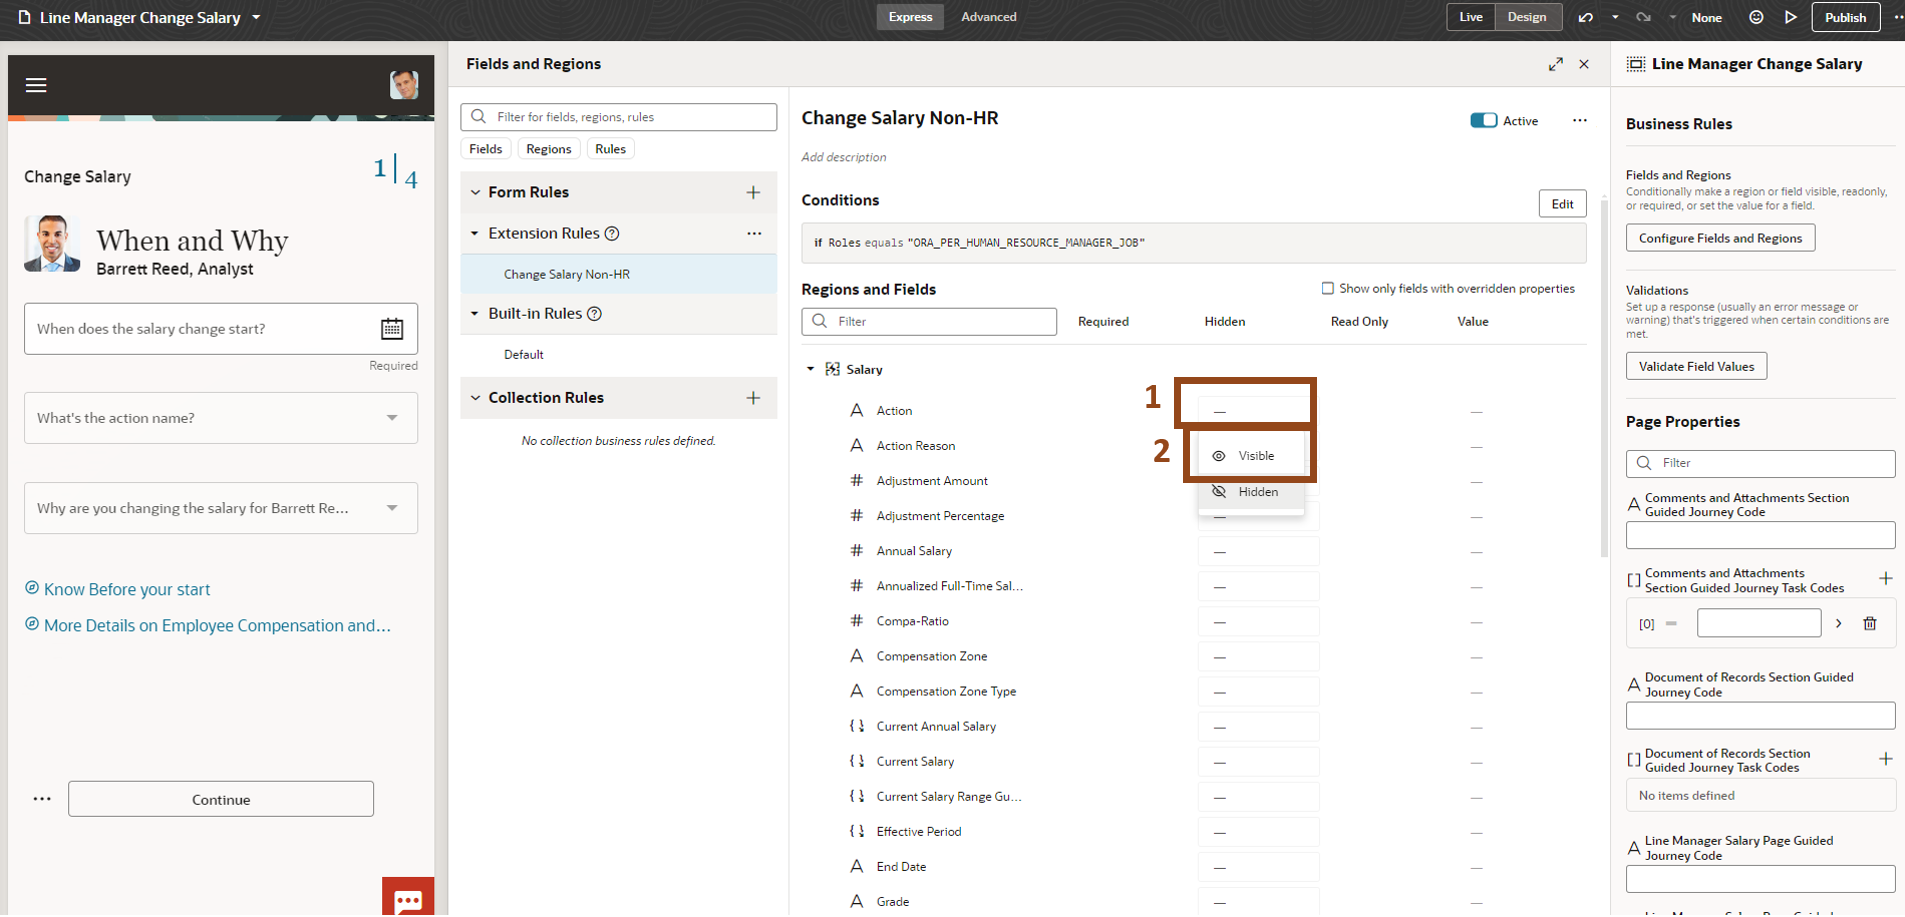 Line Manager Change Salary
Express
Advanced
Live
Design
None
Publish
Change Salary
1
4
When and Why
Barrett Reed, Analyst
When does the salary change start?
Required
What's the action name?
Why are you changing the salary for Barrett Re...
Know Before your start
More Details on Employee Compensation and...
Continue
Fields and Regions
Filter for fields, regions, rules
Fields
Regions
Rules
Form Rules
Extension Rules
Change Salary Non-HR
Built-in Rules
Default
Collection Rules
No collection business rules defined.
Change Salary Non-HR
Active
Add description
Conditions
Edit
if Roles equals "ORA_PER_HUMAN_RESOURCE_MANAGER_JOB"
Regions and Fields
Show only fields with overridden properties
Filter
Required
Hidden
Read Only
Value
Salary
1
Action
2
Visible
Hidden
Action Reason
Adjustment Amount
Adjustment Percentage
Annual Salary
Annualized Full-Time Sal...
Compa-Ratio
Compensation Zone
Compensation Zone Type
Current Annual Salary
Current Salary
Current Salary Range Gu...
Effective Period
End Date
Grade
Line Manager Change Salary
Business Rules
Fields and Regions
Conditionally make a region or field visible, readonly,
or required, or set the value for a field.
Configure Fields and Regions
Validations
Set up a response (usually an error message or
warning) that's triggered when certain conditions are
met.
Validate Field Values
Page Properties
Filter
Comments and Attachments Section
Guided Journey Code
Comments and Attachments
Section Guided Journey Task Codes
[0]
Document of Records Section Guided
Journey Code
Document of Records Section
Guided Journey Task Codes
No items defined
Line Manager Salary Page Guided
Journey Code